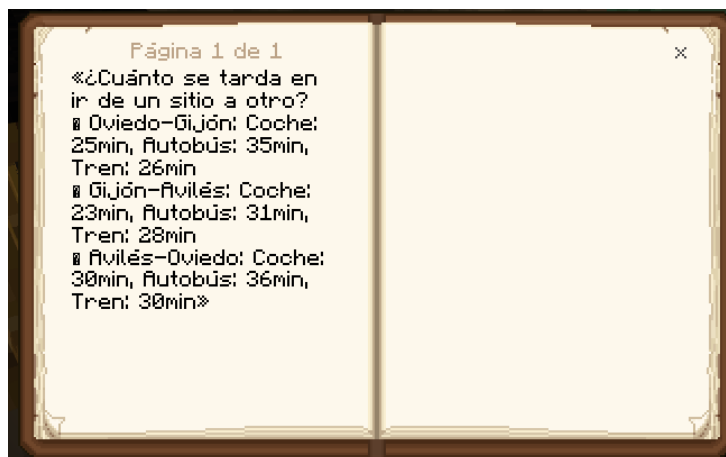 Página 1 de 1
×
«¿Cuánto se tarda en
ir de un sitio a otro?
Oviedo-Gijón: Coche:
25min, Autobús: 35min,
Tren: 26min
Gijón-Avilés: Coche:
23min, Autobús: 31min,
Tren: 28min
Avilés-Oviedo: Coche:
30min, Autobús: 36min,
Tren: 30min»